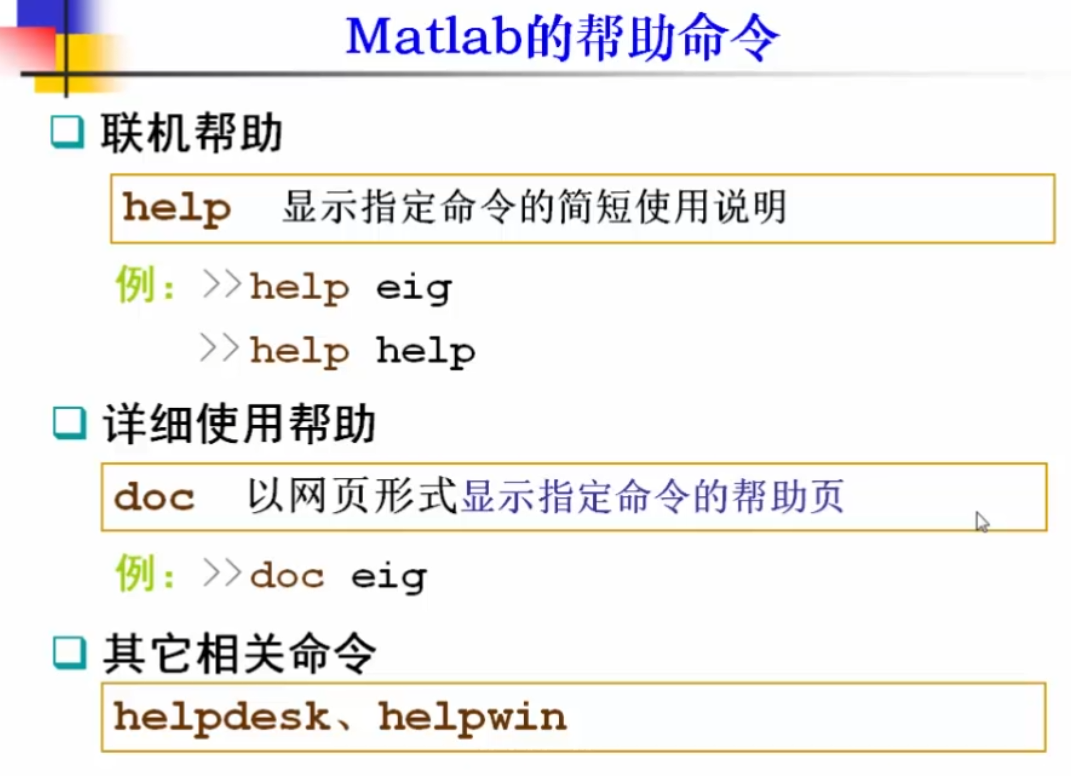 Matlab的帮助命令
联机帮助
help 显示指定命令的简短使用说明
例：>>help eig
>>help help
详细使用帮助
doc 以网页形式显示指定命令的帮助页
例：>>doc eig
其它相关命令
helpdesk、helpwin